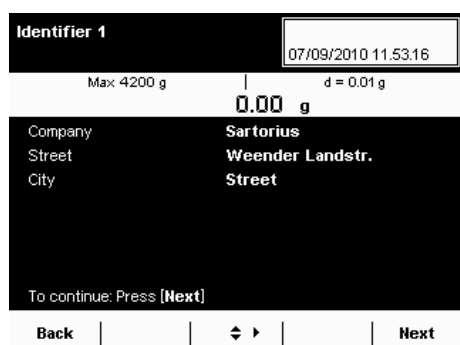 Identifier 1
07/09/2010 11.53.16
Max 4200 g d = 0.01 g
0.00 g
Company Sartorius
Street Weender Landstr.
City Street
To continue: Press [Next]
Back Next